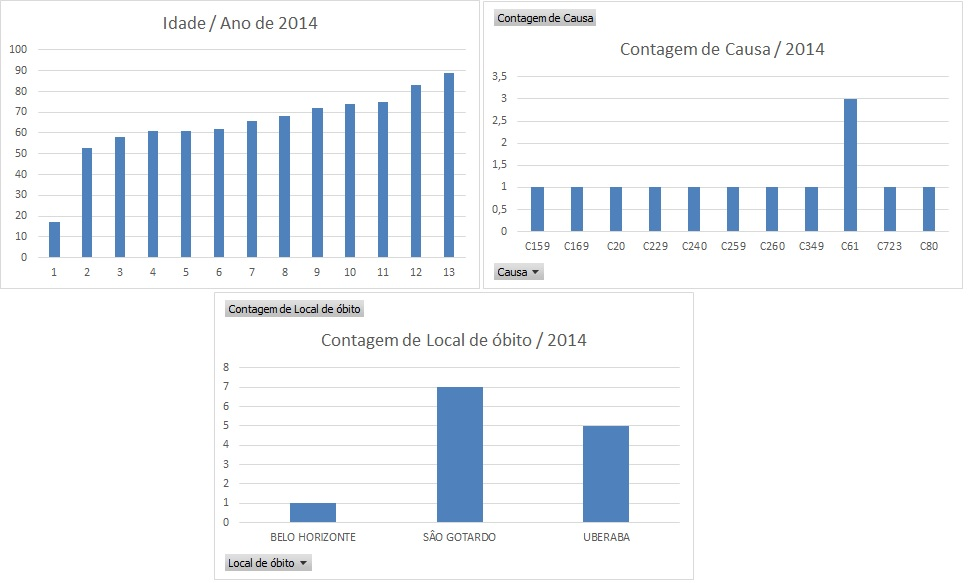 Idade / Ano de 2014
100
90
80
70
60
50
40
30
20
10
0
1 2 3 4 5 6 7 8 9 10 11 12 13
Contagem de Causa
Contagem de Causa / 2014
3,5
3
2,5
2
1,5
1
0,5
0
C159 C169 C20 C229 C240 C259 C260 C349 C61 C723 C80
Causa
Contagem de Local de óbito
Contagem de Local de óbito / 2014
8
7
6
5
4
3
2
1
0
BELO HORIZONTE SÂO GOTARDO UBERABA
Local de óbito